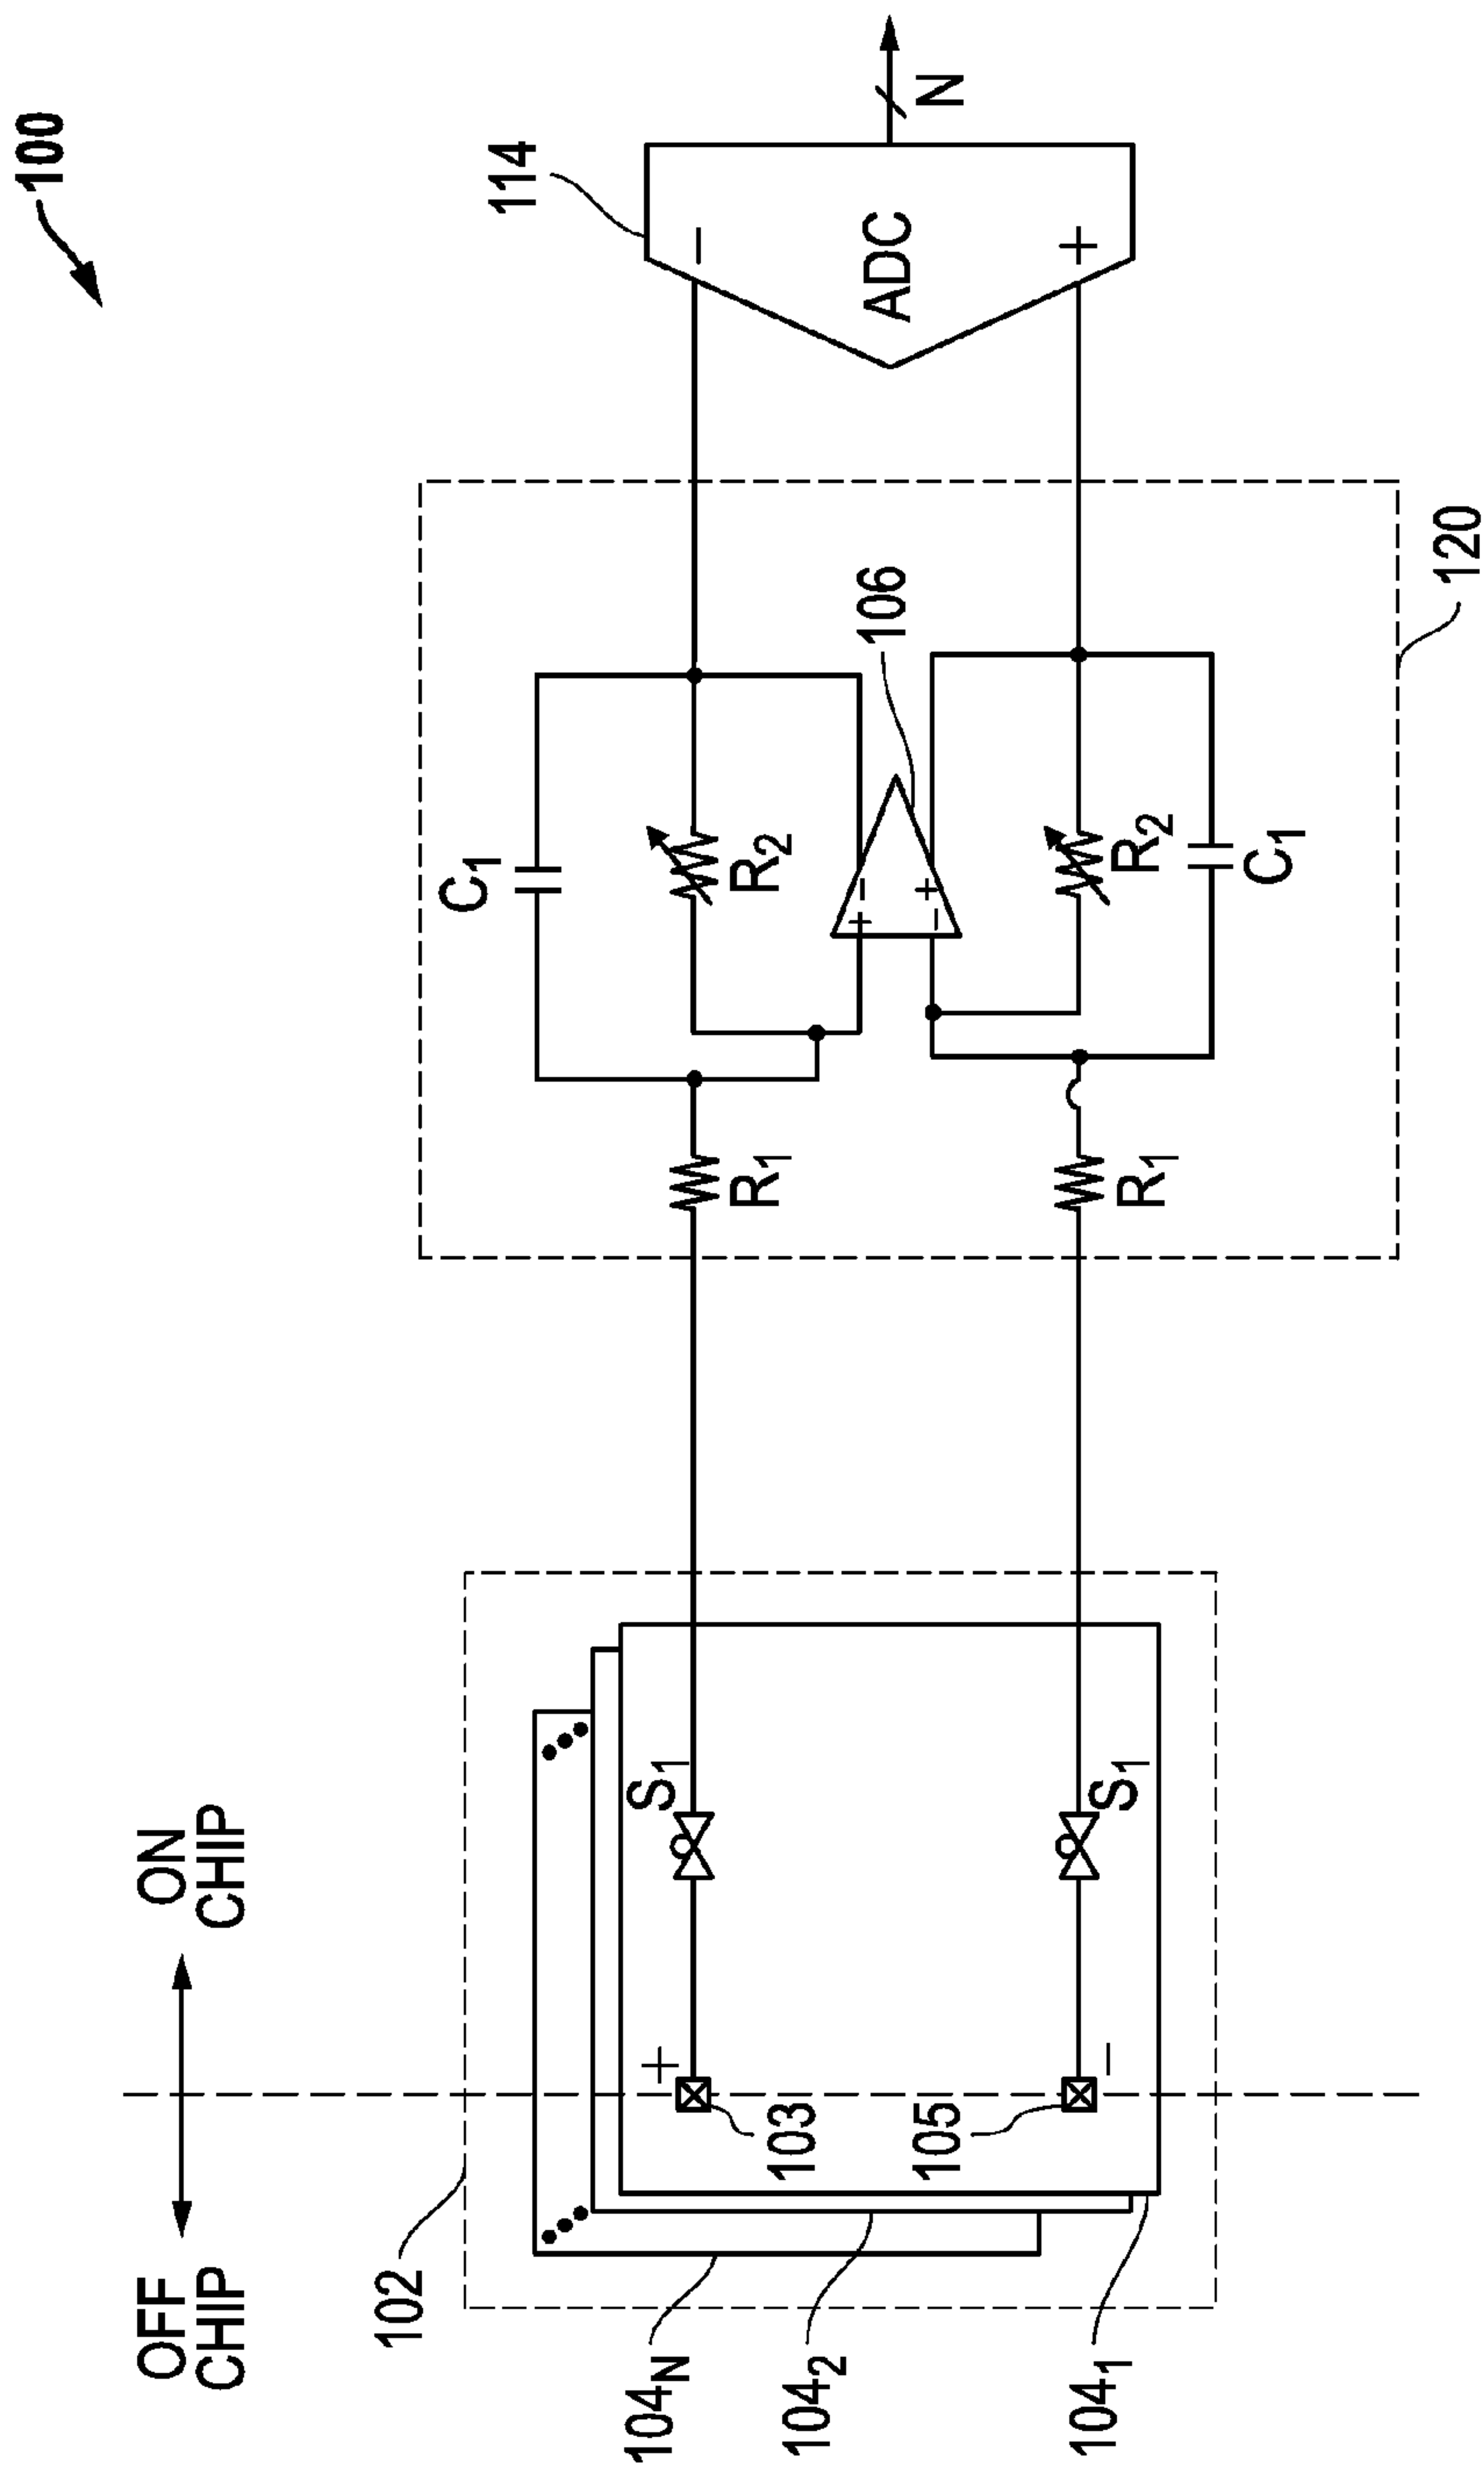 100
OFF CHIP
ON CHIP
102
104N
1042
1041
+
103
−
105
S1
S1
R1
R1
C1
R2
+
−
−
+
106
R2
C1
120
114
−
ADC
+
N